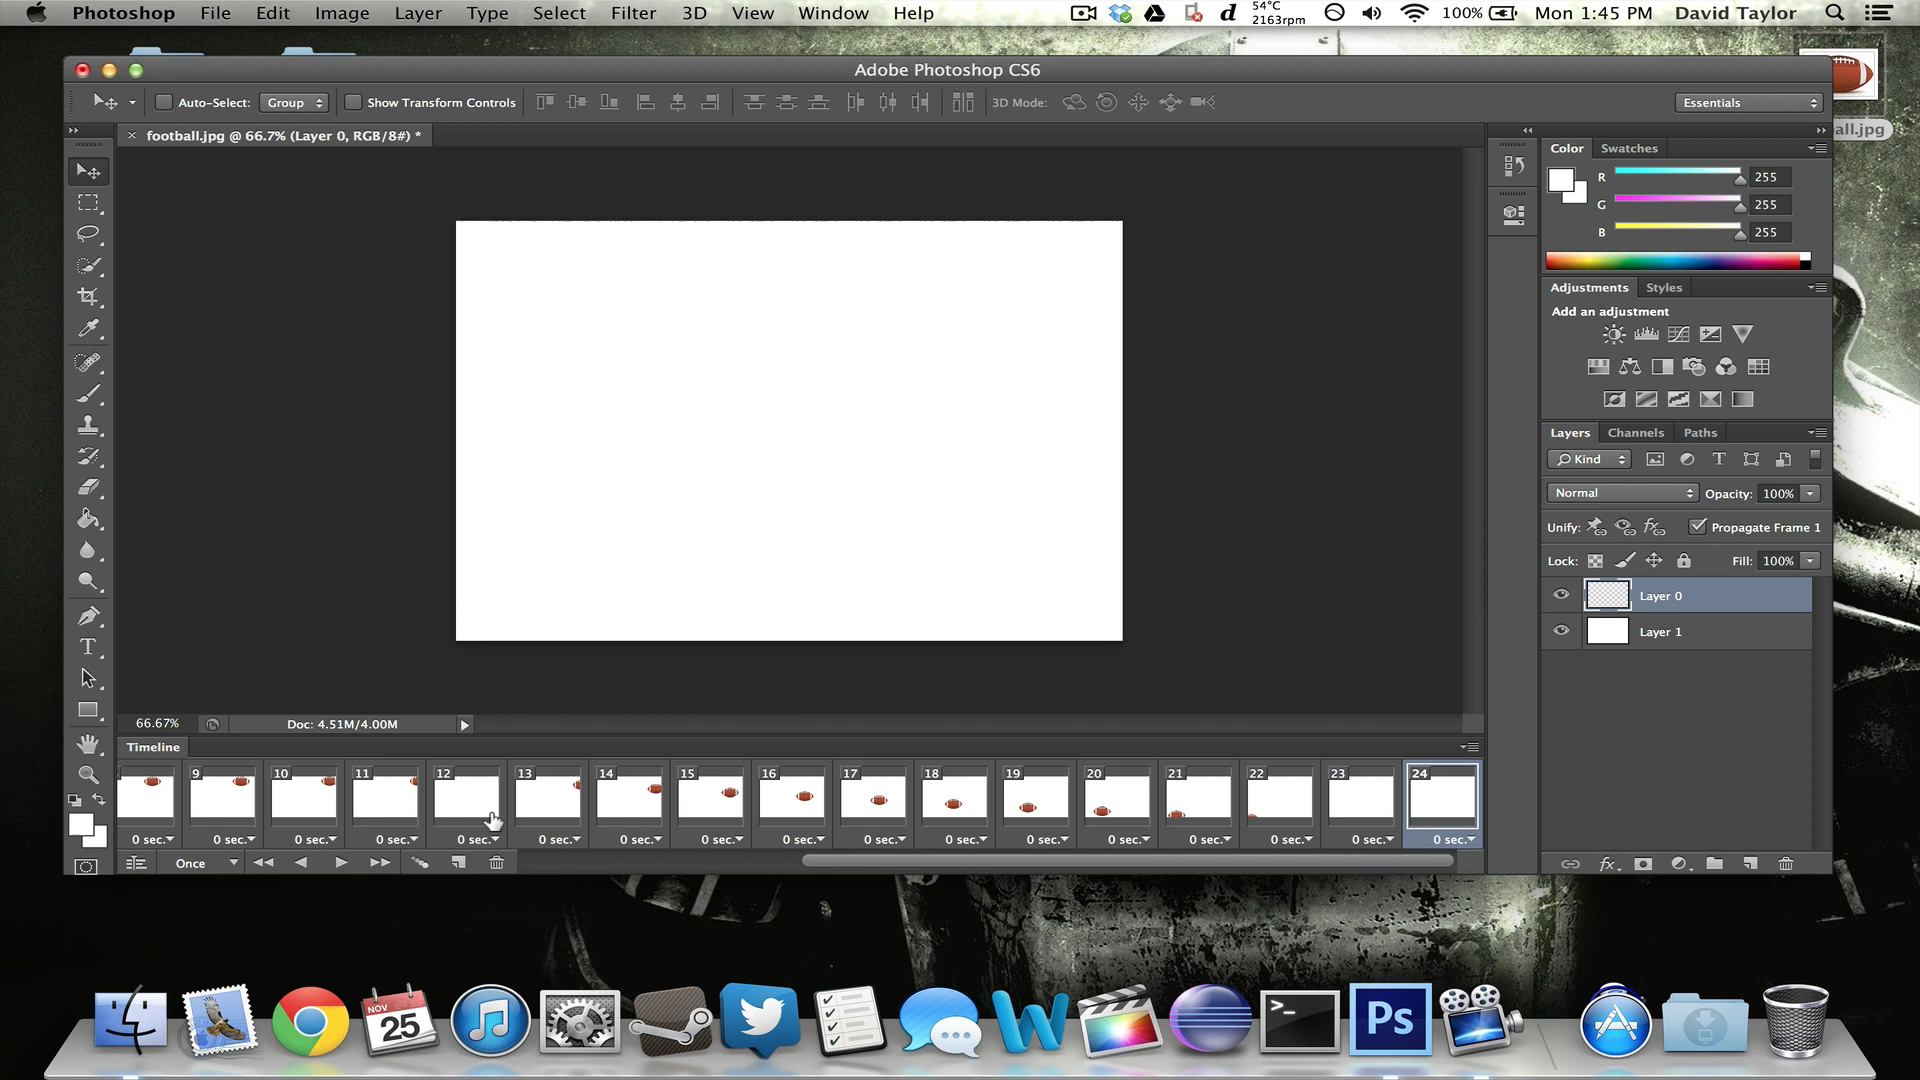 Photoshop File Edit Image Layer Type Select Filter 3D View Window Help 54°C 2163rpm 100% Mon 1:45 PM David Taylor
Adobe Photoshop CS6
Auto-Select: Group Show Transform Controls 3D Mode: Essentials
football.jpg @ 66.7% (Layer 0, RGB/8#) *
all.jpg
Color Swatches
R 255
G 255
B 255
Adjustments Styles
Add an adjustment
Layers Channels Paths
Kind
Normal Opacity: 100%
Unify: Propagate Frame 1
Lock: Fill: 100%
Layer 0
Layer 1
66.67% Doc: 4.51M/4.00M
Timeline
9 10 11 12 13 14 15 16 17 18 19 20 21 22 23 24
0 sec. 0 sec. 0 sec. 0 sec. 0 sec. 0 sec. 0 sec. 0 sec. 0 sec. 0 sec. 0 sec. 0 sec. 0 sec. 0 sec. 0 sec. 0 sec. 0 sec.
Once
NOV
25
Ps